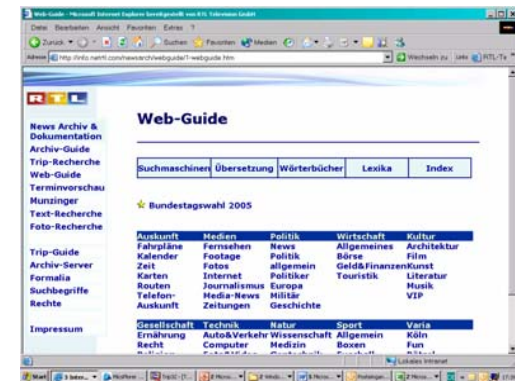 Web-Guide - Microsoft Internet Explorer bereitgestellt von RTL Television GmbH
Datei Bearbeiten Ansicht Favoriten Extras ?
Zurück Suchen Favoriten Medien
Adresse http://info.netrtl.com/newsarch/webguide/1-webguide.htm Wechseln zu Links RTL/Te
RTL
News Archiv &
Dokumentation
Archiv-Guide
Trip-Recherche
Web-Guide
Terminvorschau
Munzinger
Text-Recherche
Foto-Recherche
Trip-Guide
Archiv-Server
Formalia
Suchbegriffe
Rechte
Impressum
Web-Guide
Suchmaschinen Übersetzung Wörterbücher Lexika Index
Bundestagswahl 2005
Auskunft Medien Politik Wirtschaft Kultur
Fahrpläne Fernsehen News Allgemeines Architektur
Kalender Footage Politik Börse Film
Zeit Fotos allgemein Geld&Finanzen Kunst
Karten Internet Politiker Touristik Literatur
Routen Journalismus Europa Musik
Telefon- Media-News Militär VIP
Auskunft Zeitungen Geschichte
Gesellschaft Technik Natur Sport Varia
Ernährung Auto&Verkehr Wissenschaft Allgemein Köln
Recht Computer Medizin Boxen Fun
Lokales Intranet
Start